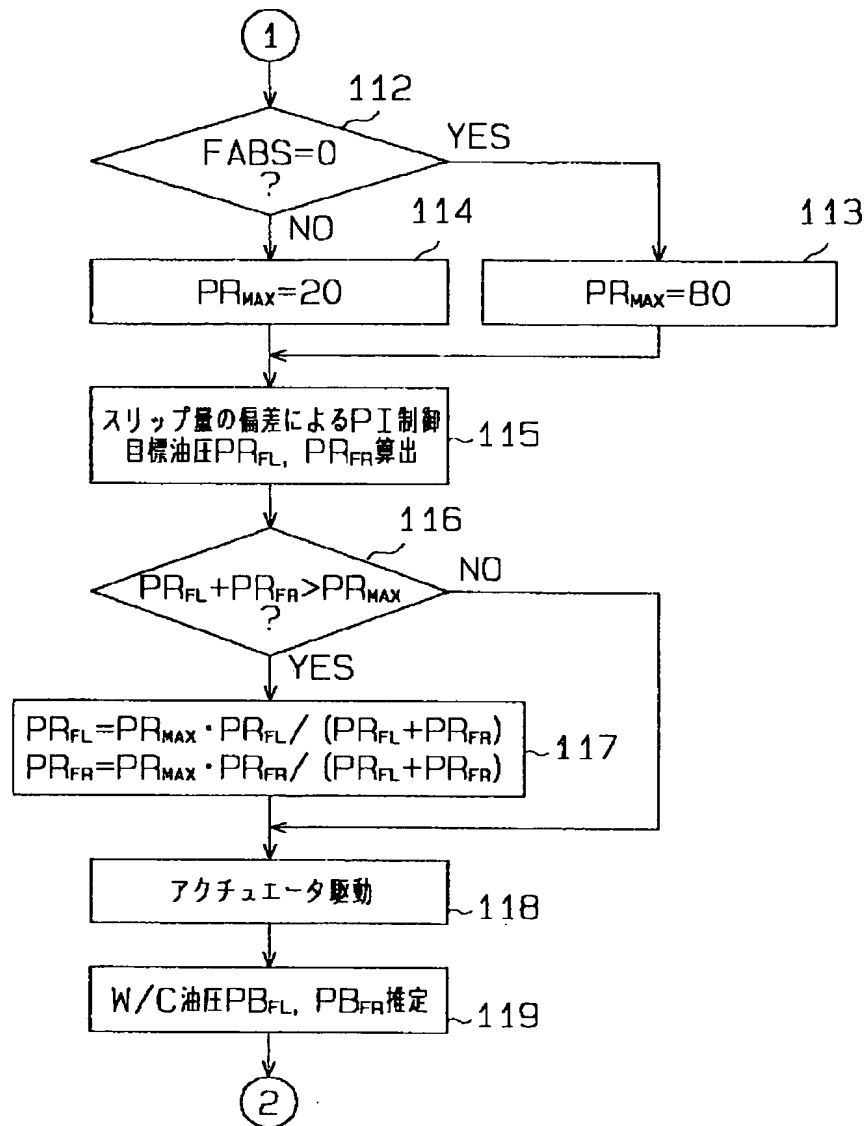 1
112
FABS=0
?
YES
NO
114
113
PRMAX=20
PRMAX=80
スリップ量の偏差によるPI制御
目標油圧PRFL, PRFR算出
115
116
PRFL+PRFR>PRMAX
?
NO
YES
PRFL=PRMAX・PRFL/(PRFL+PRFR)
PRFR=PRMAX・PRFR/(PRFL+PRFR)
117
アクチュエータ駆動
118
W/C油圧PBFL, PBFR推定
119
2